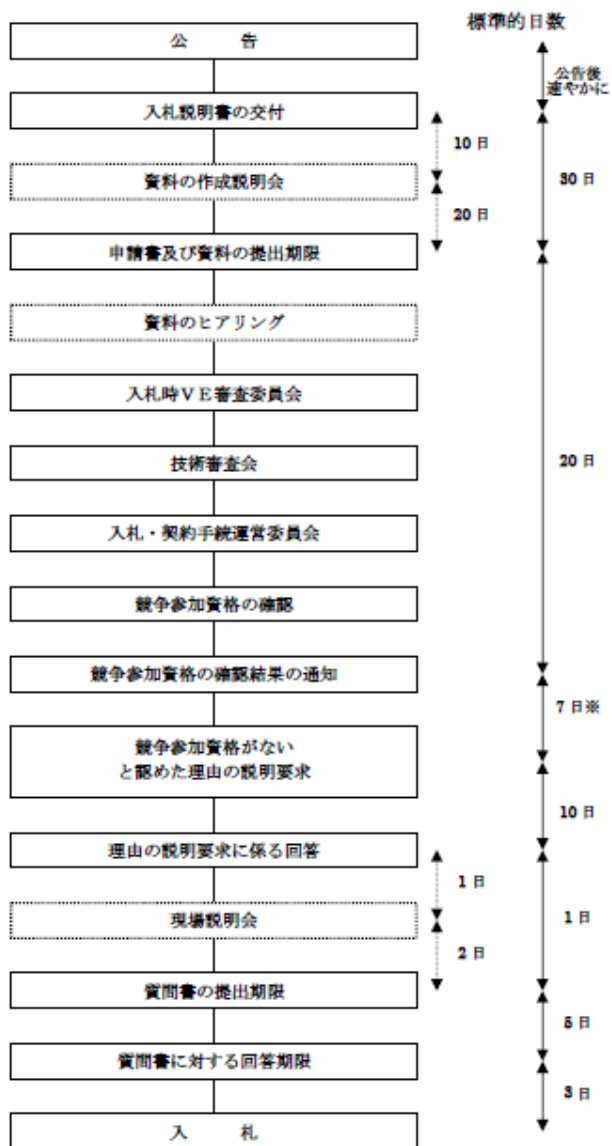 標準的日数
公　　告
公告後
速やかに
入札説明書の交付
10日
資料の作成説明会
30日
20日
申請書及び資料の提出期限
資料のヒアリング
入札時VE審査委員会
技術審査会
20日
入札・契約手続運営委員会
競争参加資格の確認
競争参加資格の確認結果の通知
7日※
競争参加資格がない
と認めた理由の説明要求
10日
理由の説明要求に係る回答
1日
現場説明会
1日
2日
質問書の提出期限
5日
質問書に対する回答期限
3日
入　　札